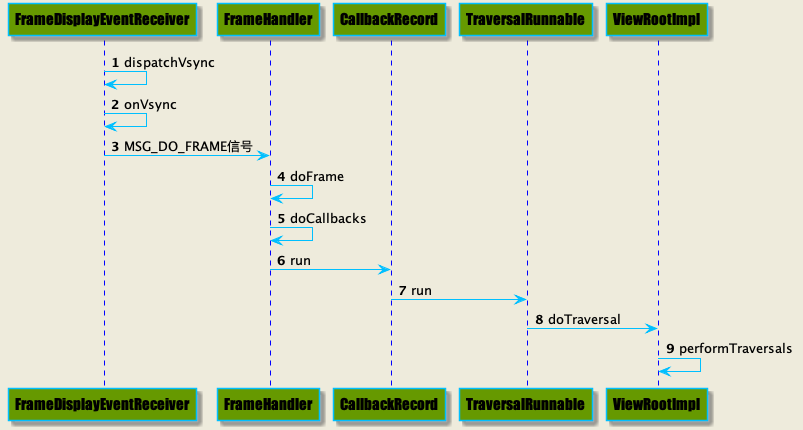 FrameDisplayEventReceiver FrameHandler CallbackRecord TraversalRunnable ViewRootImpl
1 dispatchVsync
2 onVsync
3 MSG_DO_FRAME信号
4 doFrame
5 doCallbacks
6 run
7 run
8 doTraversal
9 performTraversals
FrameDisplayEventReceiver FrameHandler CallbackRecord TraversalRunnable ViewRootImpl